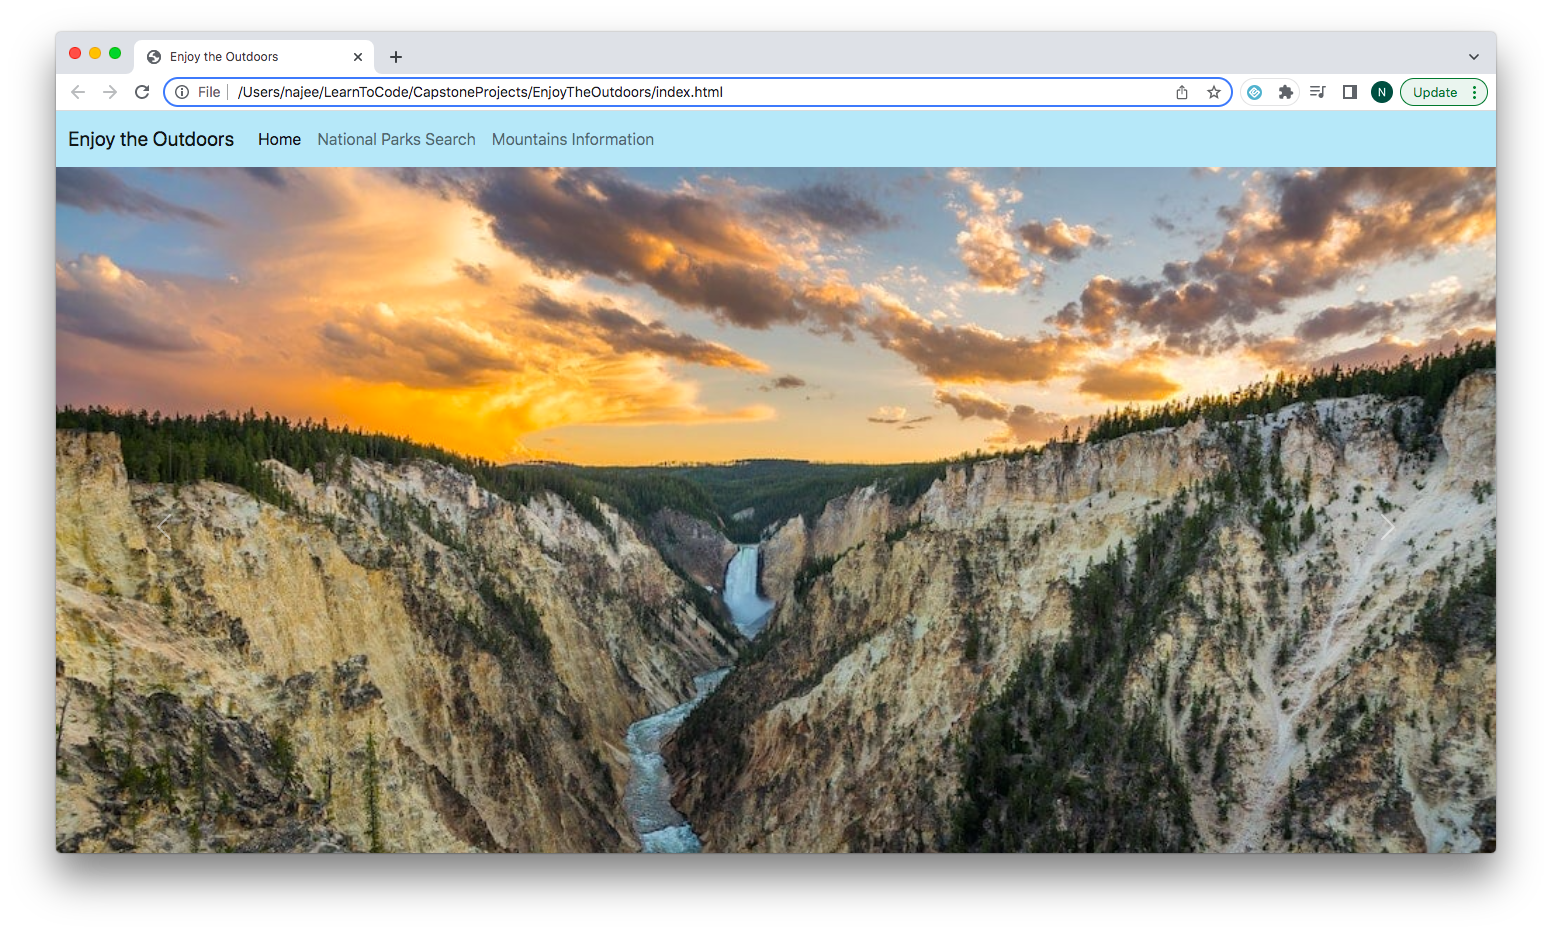 Enjoy the Outdoors
File /Users/najee/LearnToCode/CapstoneProjects/EnjoyTheOutdoors/index.html N Update
Enjoy the Outdoors Home National Parks Search Mountains Information